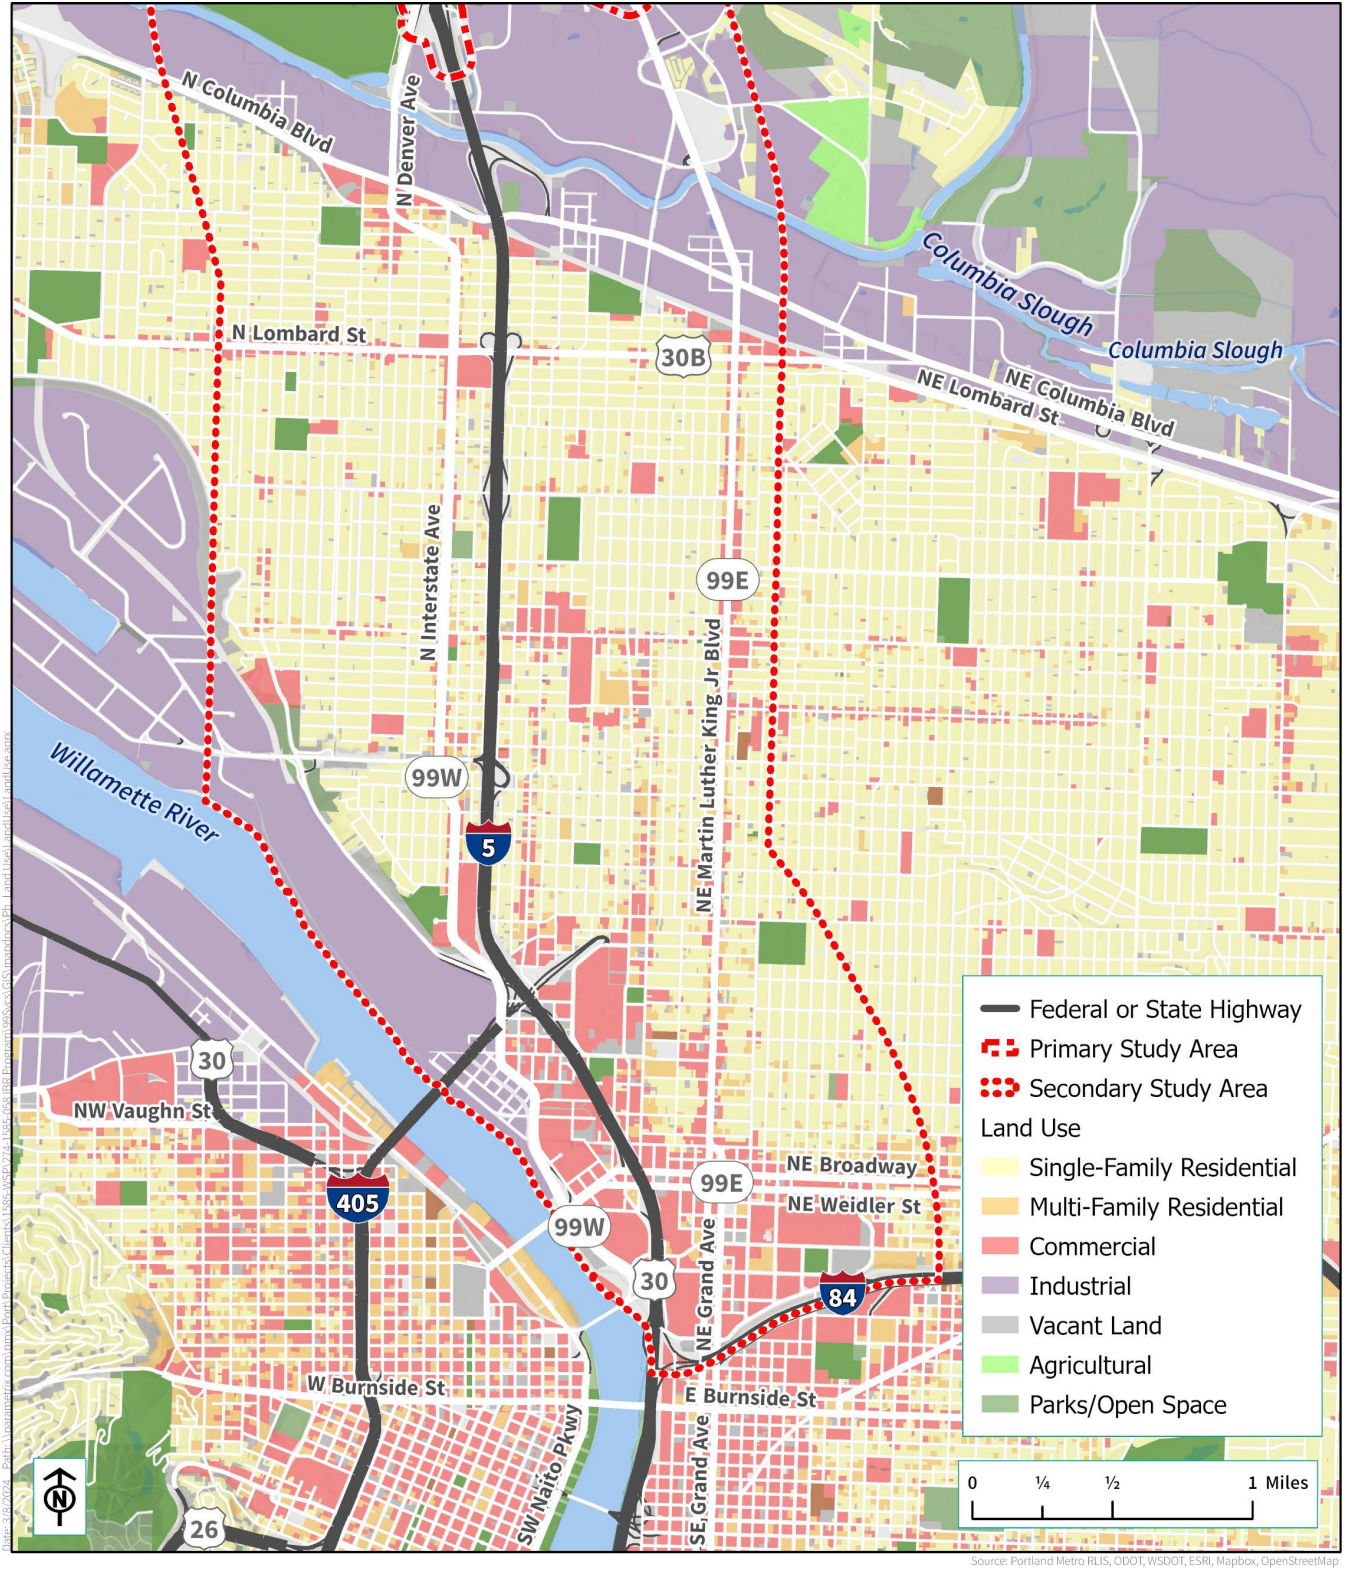 N Columbia Blvd
N Denver Ave
Columbia Slough
Columbia Slough
N Lombard St
30B
NE Lombard St
NE Columbia Blvd
N Interstate Ave
99E
NE Martin Luther King Jr Blvd
Willamette River
99W
5
30
NW Vaughn St
405
NE Broadway
99E
NE Weidler St
99W
30
NE Grand Ave
84
W Burnside St
E Burnside St
SW Naito Pkwy
SE Grand Ave
26
N
Federal or State Highway
Primary Study Area
Secondary Study Area
Land Use
Single-Family Residential
Multi-Family Residential
Commercial
Industrial
Vacant Land
Agricultural
Parks/Open Space
0 ¼ ½ 1 Miles
Source: Portland Metro RLIS, ODOT, WSDOT, ESRI, Mapbox, OpenStreetMap
Date: 3/8/2024